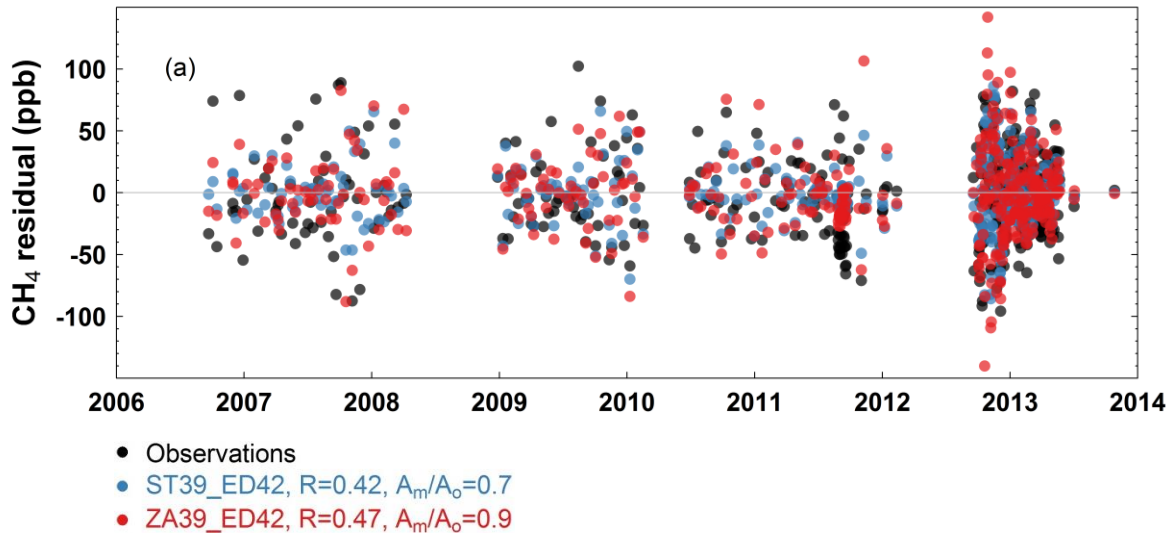 (a)
CH₄ residual (ppb)
100
50
0
-50
-100
2006 2007 2008 2009 2010 2011 2012 2013 2014
Observations
ST39_ED42, R=0.42, Aₘ/Aₒ=0.7
ZA39_ED42, R=0.47, Aₘ/Aₒ=0.9